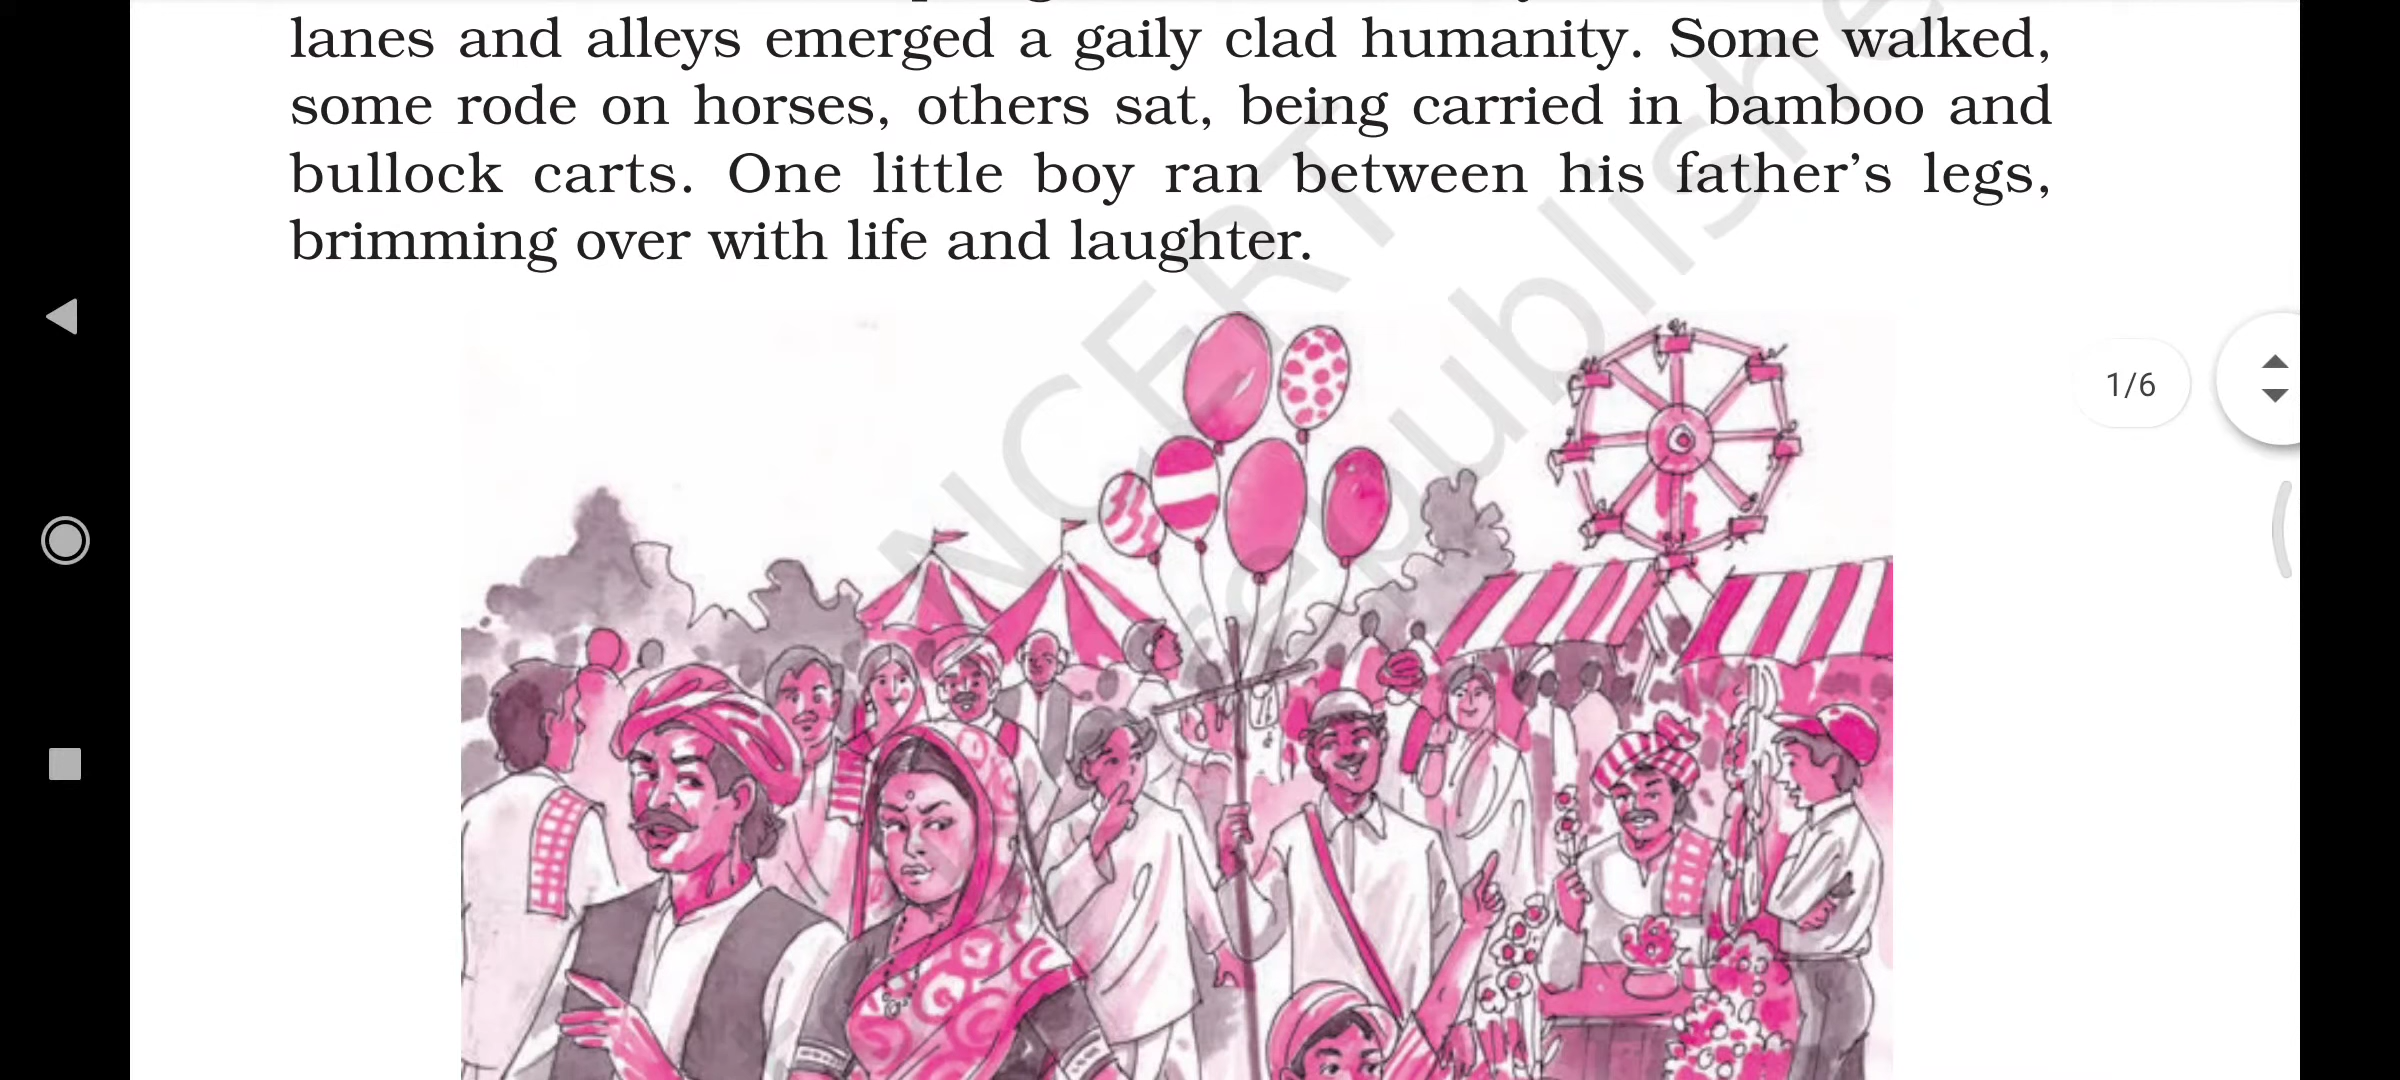 lanes and alleys emerged a gaily clad humanity. Some walked,
some rode on horses, others sat, being carried in bamboo and
bullock carts. One little boy ran between his father’s legs,
brimming over with life and laughter.
NCERT
republishe
1/6